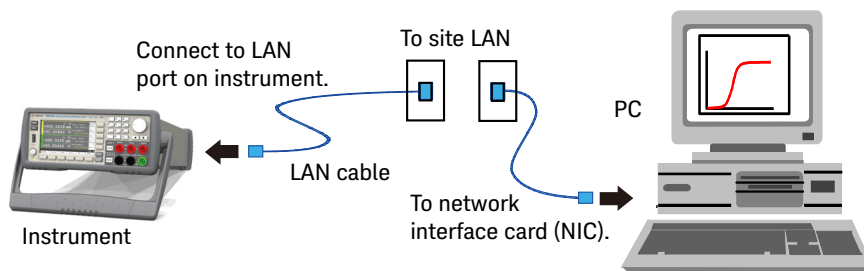 Connect to LAN
port on instrument.
To site LAN
PC
LAN cable
To network
interface card (NIC).
Instrument